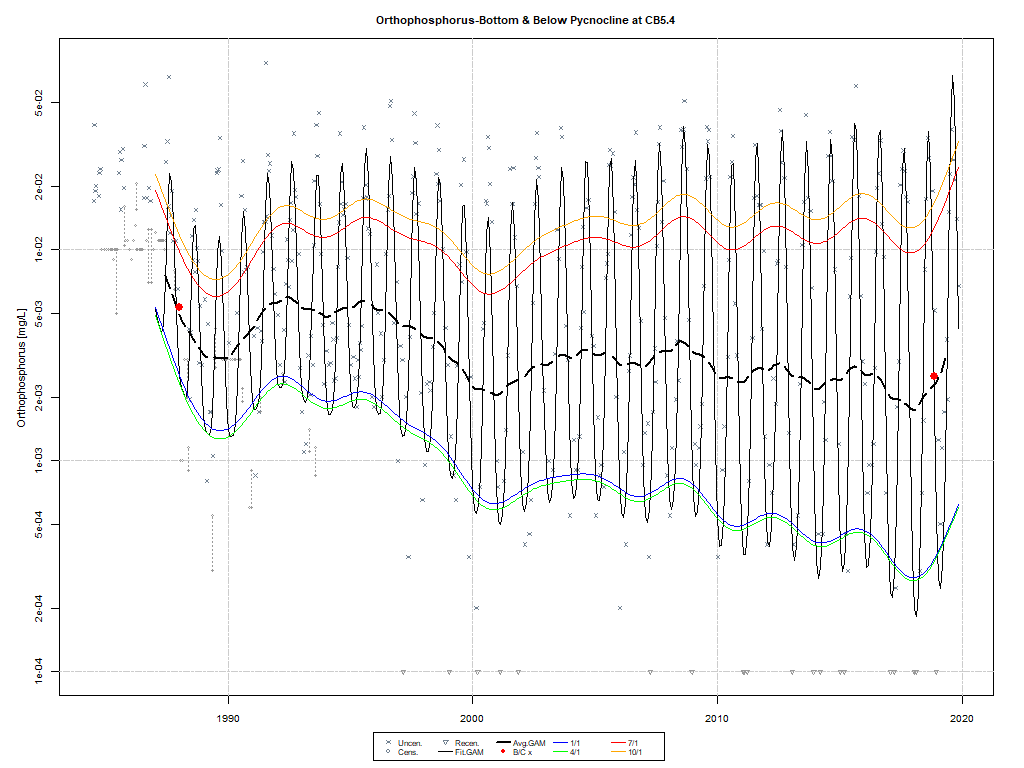 Orthophosphorus-Bottom & Below Pycnocline at CB5.4
Orthophosphorus [mg/L]
5e-02
2e-02
1e-02
5e-03
2e-03
1e-03
5e-04
2e-04
1e-04
1990 2000 2010 2020
Uncen. Recen. Avg.GAM 1/1 7/1
Cens. Fit.GAM B/C x 4/1 10/1